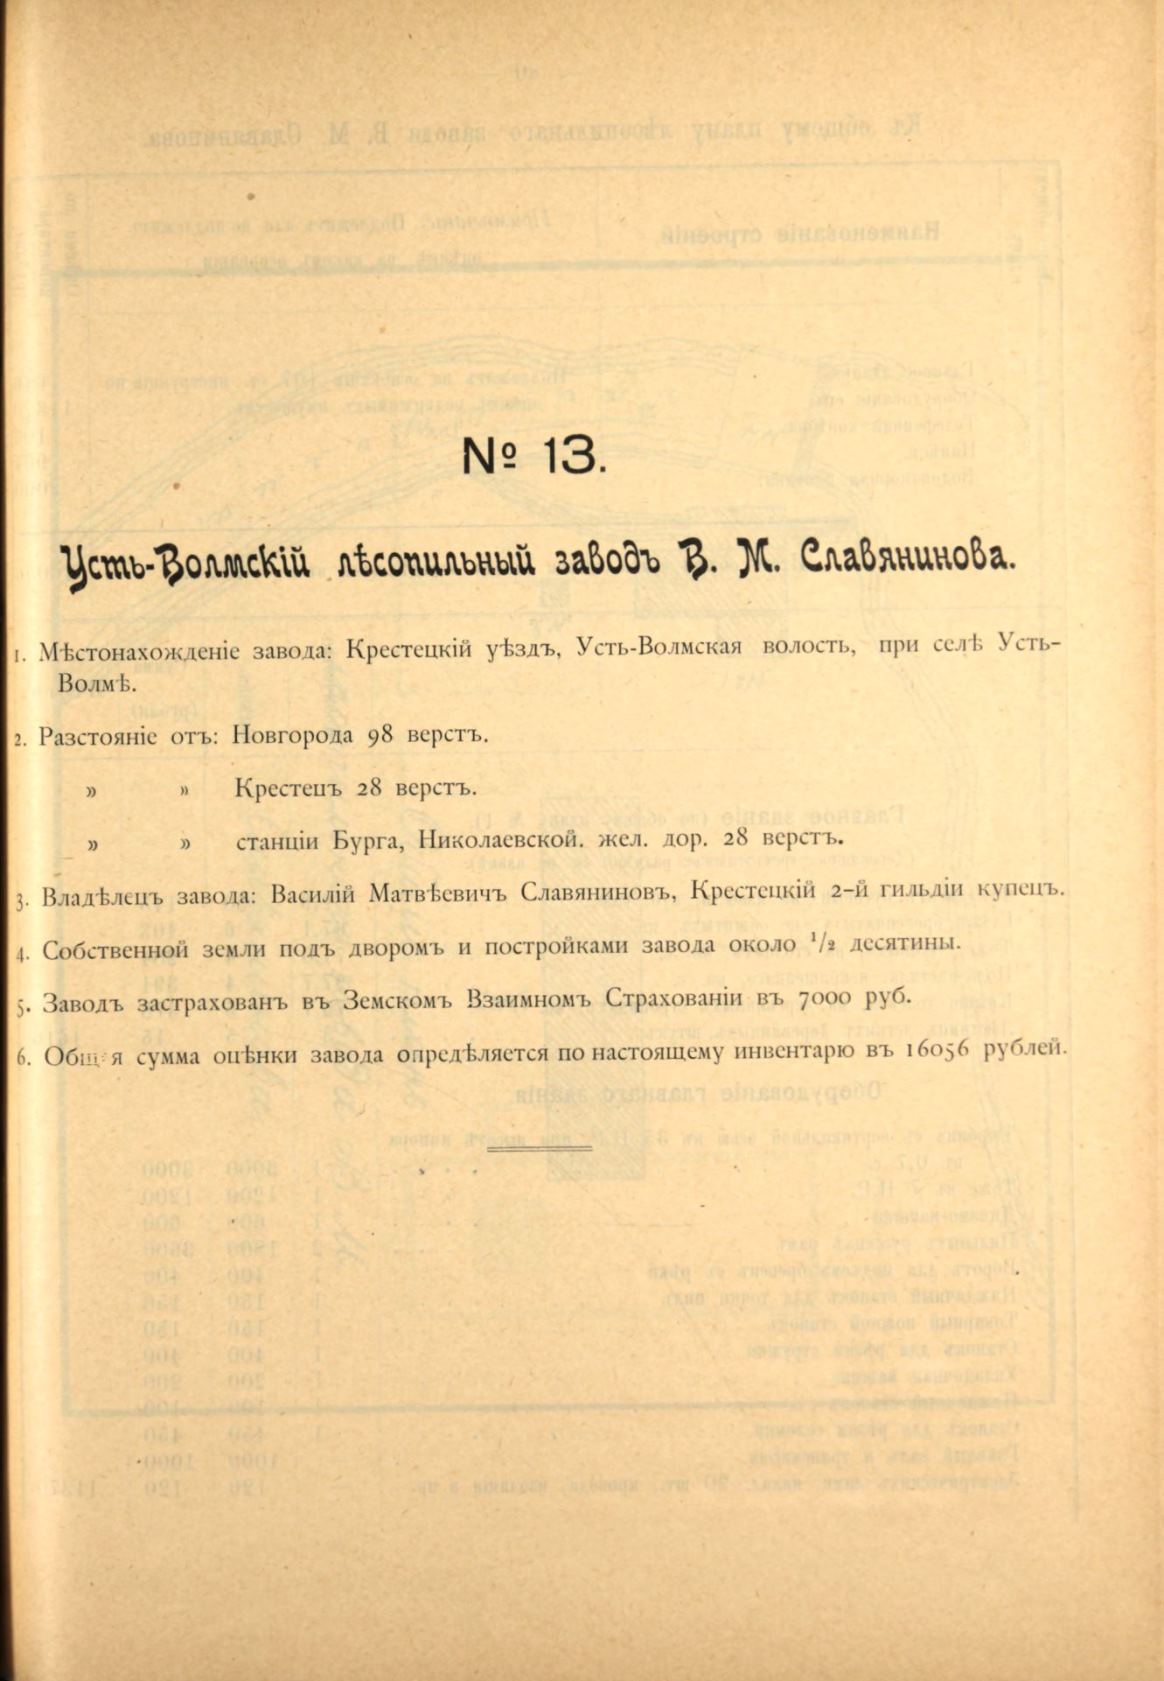 № 13.
Усть-Волмскій лѣсопильный заводъ В. М. Славянинова.
1. Мѣстонахожденіе завода: Крестецкій уѣздъ, Усть-Волмская волость, при селѣ Усть-
Волмѣ.
2. Разстояніе отъ: Новгорода 98 верстъ.
» » Крестецъ 28 верстъ.
» » станціи Бурга, Николаевской. жел. дор. 28 верстъ.
3. Владѣлецъ завода: Василій Матвѣевичъ Славяниновъ, Крестецкій 2-й гильдіи купецъ.
4. Собственной земли подъ дворомъ и постройками завода около ¹/₂ десятины.
5. Заводъ застрахованъ въ Земскомъ Взаимномъ Страхованіи въ 7000 руб.
6. Общая сумма оцѣнки завода опредѣляется по настоящему инвентарю въ 16056 рублей.